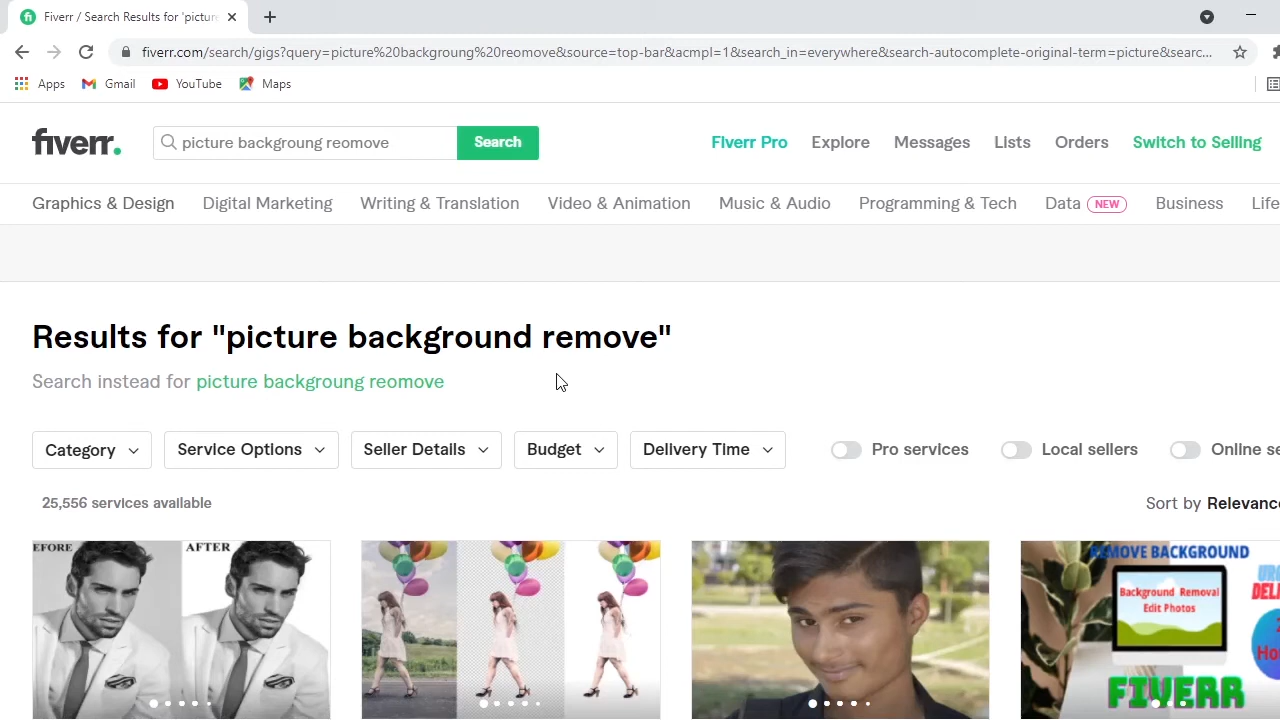 Fiverr / Search Results for 'pictur
fiverr.com/search/gigs?query=picture%20backgroung%20reomove&source=top-bar&acmpl=1&search_in=everywhere&search-autocomplete-original-term=picture&searc...
Apps Gmail YouTube Maps
fiverr. picture backgroung reomove Search Fiverr Pro Explore Messages Lists Orders Switch to Selling
Graphics & Design Digital Marketing Writing & Translation Video & Animation Music & Audio Programming & Tech Data NEW Business Life
Results for "picture background remove"
Search instead for picture backgroung reomove
Category Service Options Seller Details Budget Delivery Time Pro services Local sellers Online se
25,556 services available Sort by Relevance
EFORE AFTER
REMOVE BACKGROUND
Background Removal
Edit Photos
FIVERR